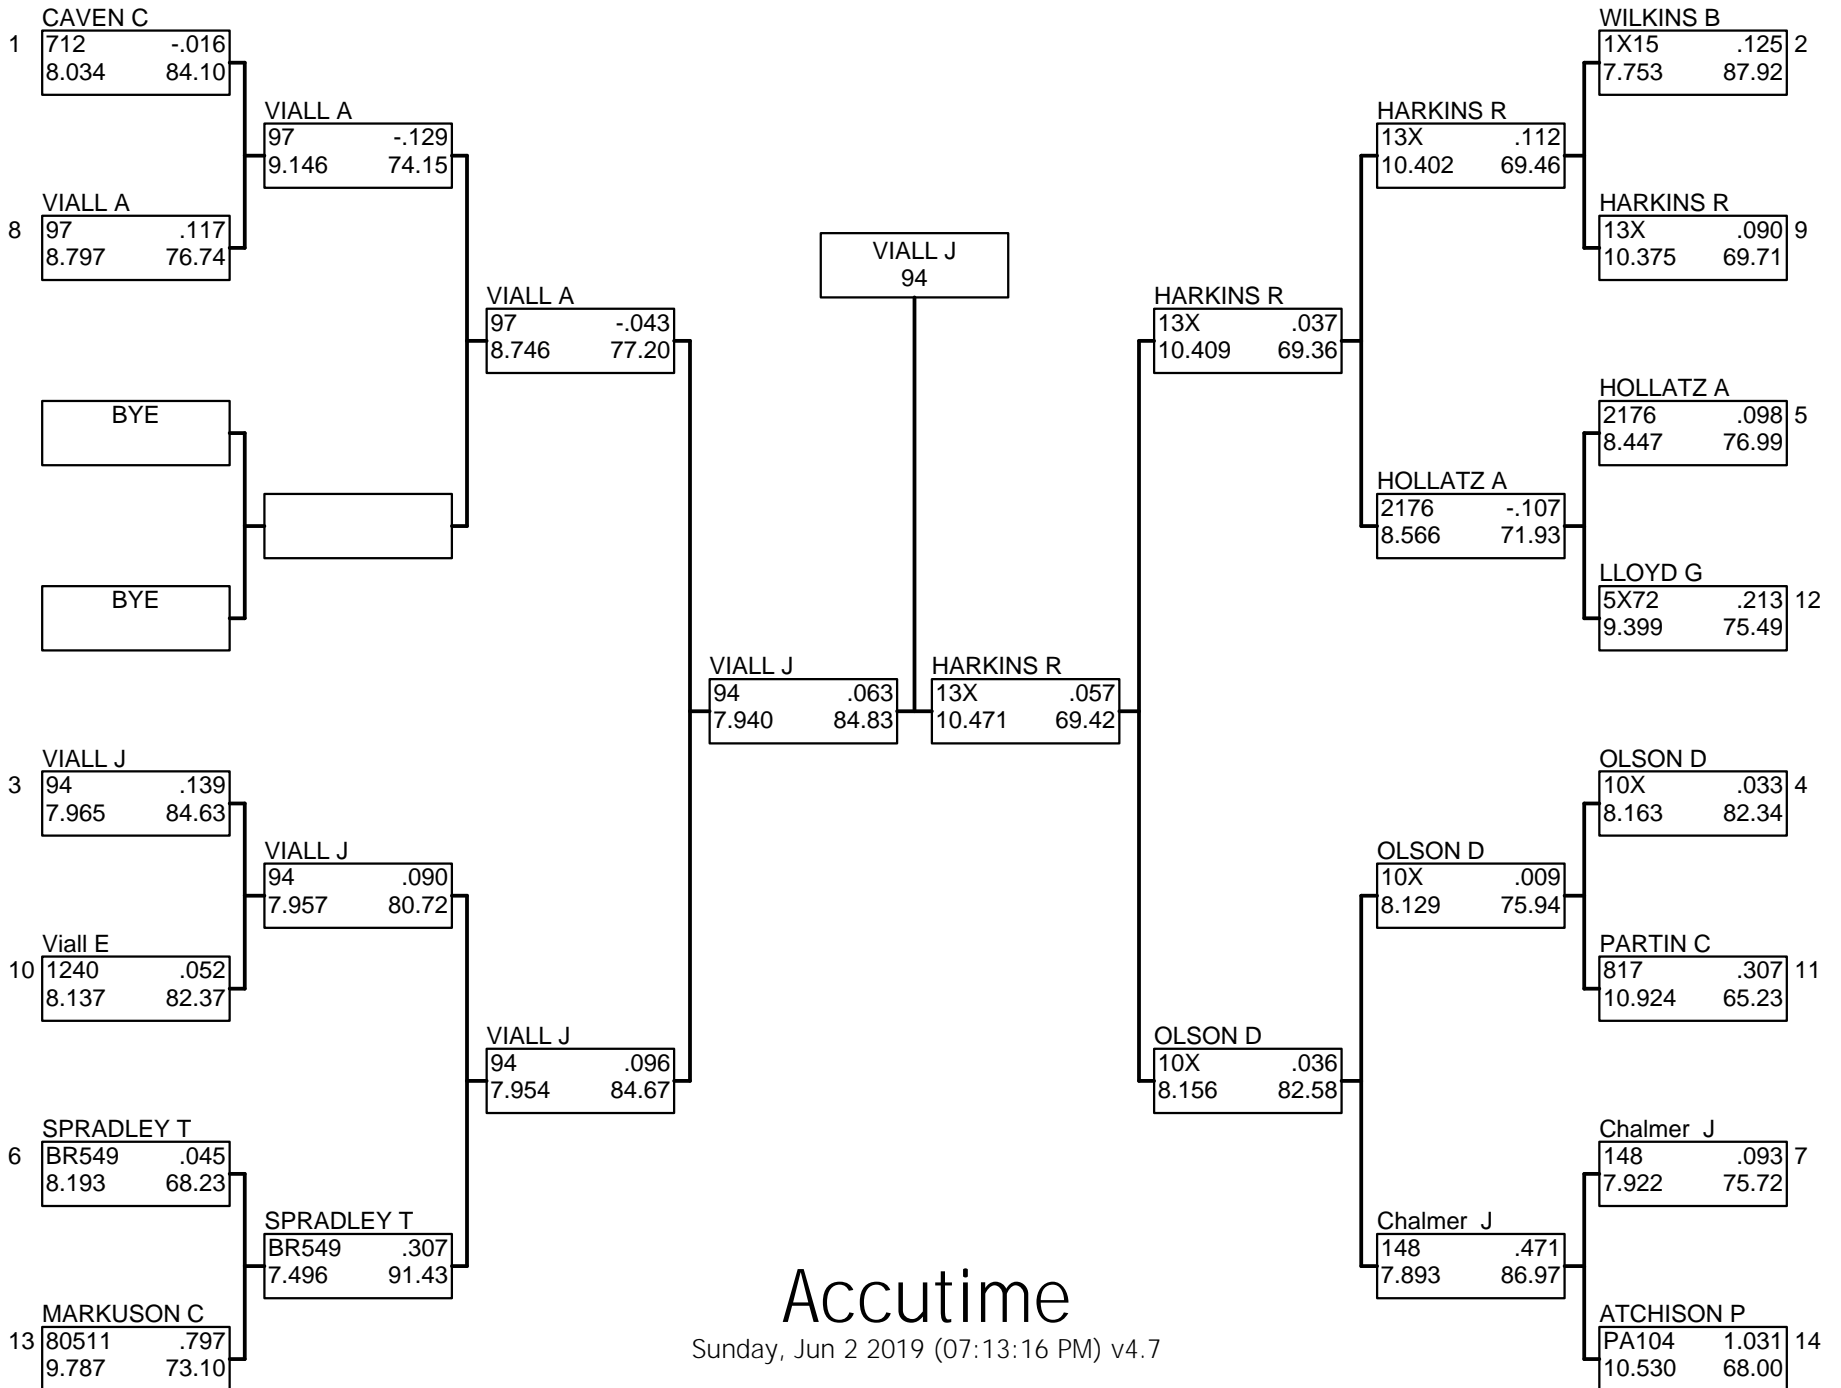 CAVEN C
1 712 -.016
8.034 84.10
VIALL A
97 -.129
9.146 74.15
VIALL A
8 97 .117
8.797 76.74
VIALL A
97 -.043
8.746 77.20
BYE
BYE
VIALL J
3 94 .139
7.965 84.63
VIALL J
94 .090
7.957 80.72
Viall E
10 1240 .052
8.137 82.37
VIALL J
94 .096
7.954 84.67
SPRADLEY T
6 BR549 .045
8.193 68.23
SPRADLEY T
BR549 .307
7.496 91.43
MARKUSON C
13 80511 .797
9.787 73.10
VIALL J
94 .063
7.940 84.83
VIALL J
94
HARKINS R
13X .057
10.471 69.42
HARKINS R
13X .037
10.409 69.36
OLSON D
10X .036
8.156 82.58
HARKINS R
13X .112
10.402 69.46
HOLLATZ A
2176 -.107
8.566 71.93
OLSON D
10X .009
8.129 75.94
Chalmer J
148 .471
7.893 86.97
WILKINS B
1X15 .125 2
7.753 87.92
HARKINS R
13X .090 9
10.375 69.71
HOLLATZ A
2176 .098 5
8.447 76.99
LLOYD G
5X72 .213 12
9.399 75.49
OLSON D
10X .033 4
8.163 82.34
PARTIN C
817 .307 11
10.924 65.23
Chalmer J
148 .093 7
7.922 75.72
ATCHISON P
PA104 1.031 14
10.530 68.00
Accutime
Sunday, Jun 2 2019 (07:13:16 PM) v4.7